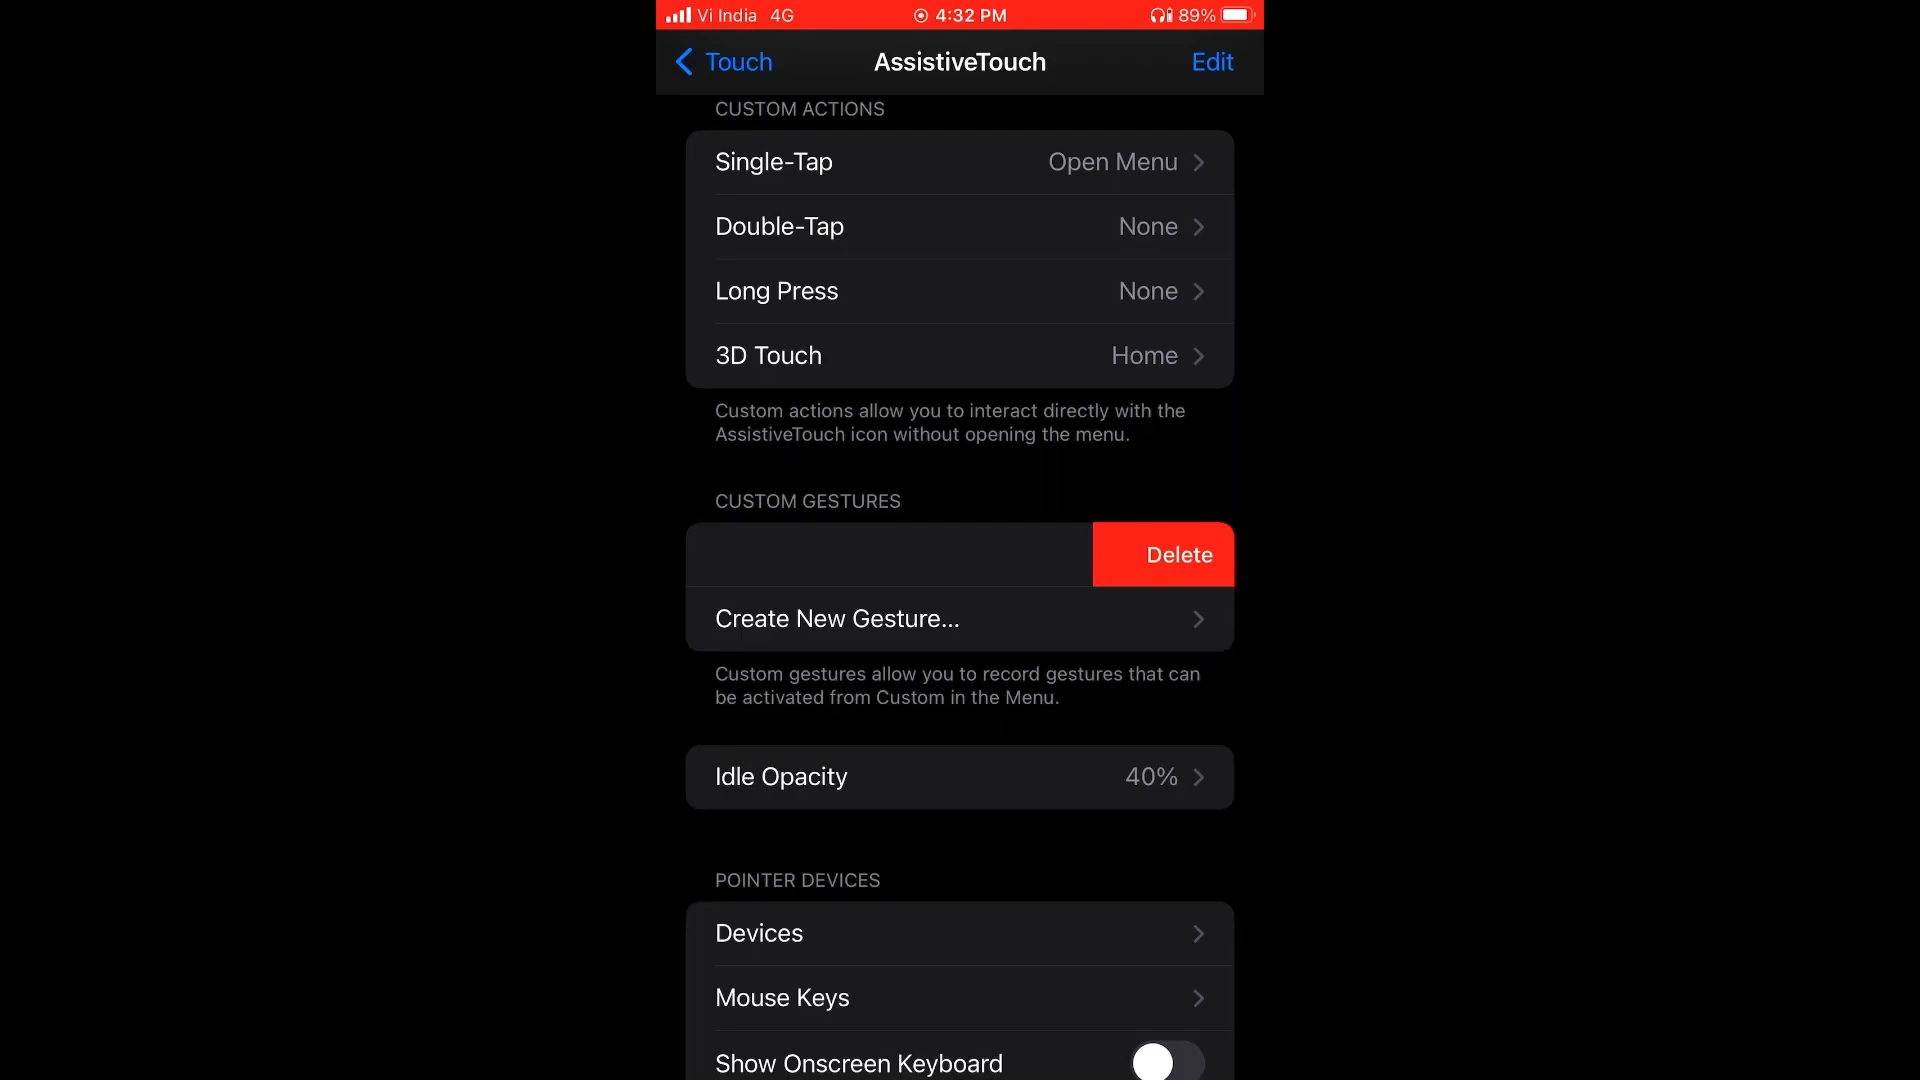 Vi India 4G 4:32 PM 89%
Touch AssistiveTouch Edit
CUSTOM ACTIONS
Single-Tap Open Menu
Double-Tap None
Long Press None
3D Touch Home
Custom actions allow you to interact directly with the
AssistiveTouch icon without opening the menu.
CUSTOM GESTURES
Delete
Create New Gesture...
Custom gestures allow you to record gestures that can
be activated from Custom in the Menu.
Idle Opacity 40%
POINTER DEVICES
Devices
Mouse Keys
Show Onscreen Keyboard